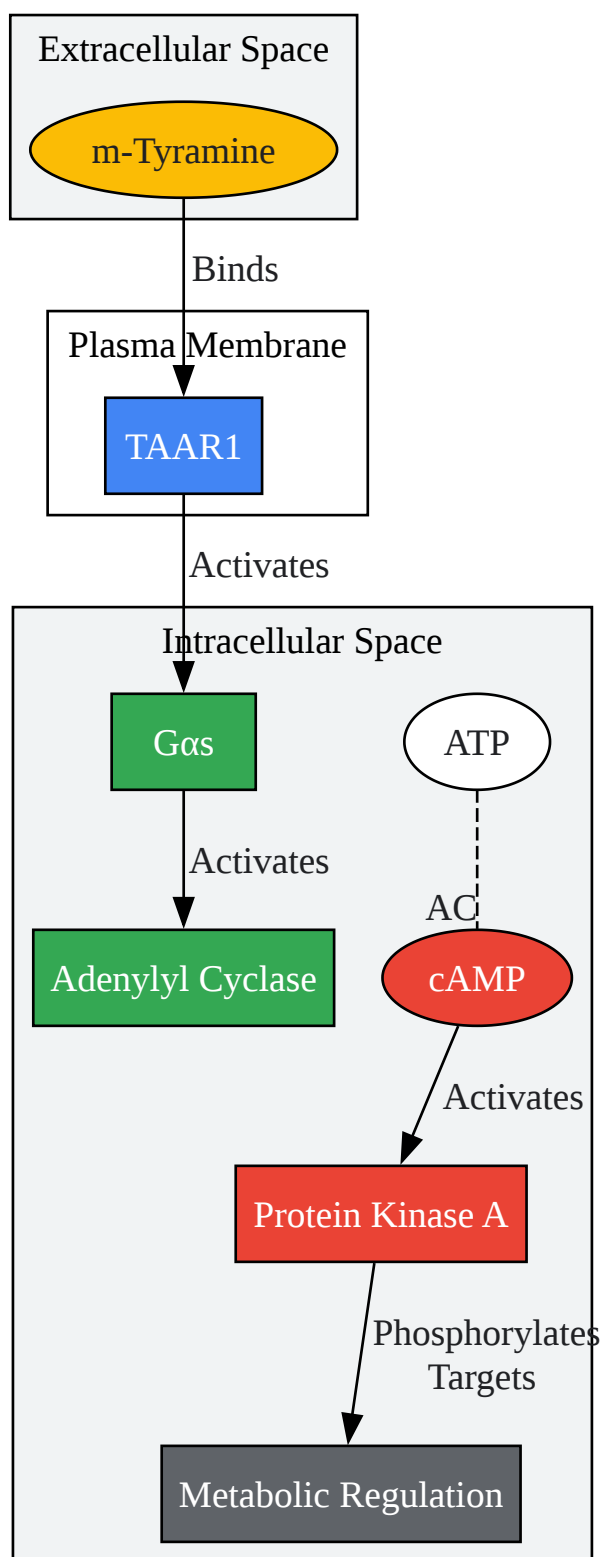 Extracellular Space
m-Tyramine
Binds
Plasma Membrane
TAAR1
Activates
Intracellular Space
Gαs
ATP
Activates
AC
Adenylyl Cyclase
cAMP
Activates
Protein Kinase A
Phosphorylates
Targets
Metabolic Regulation